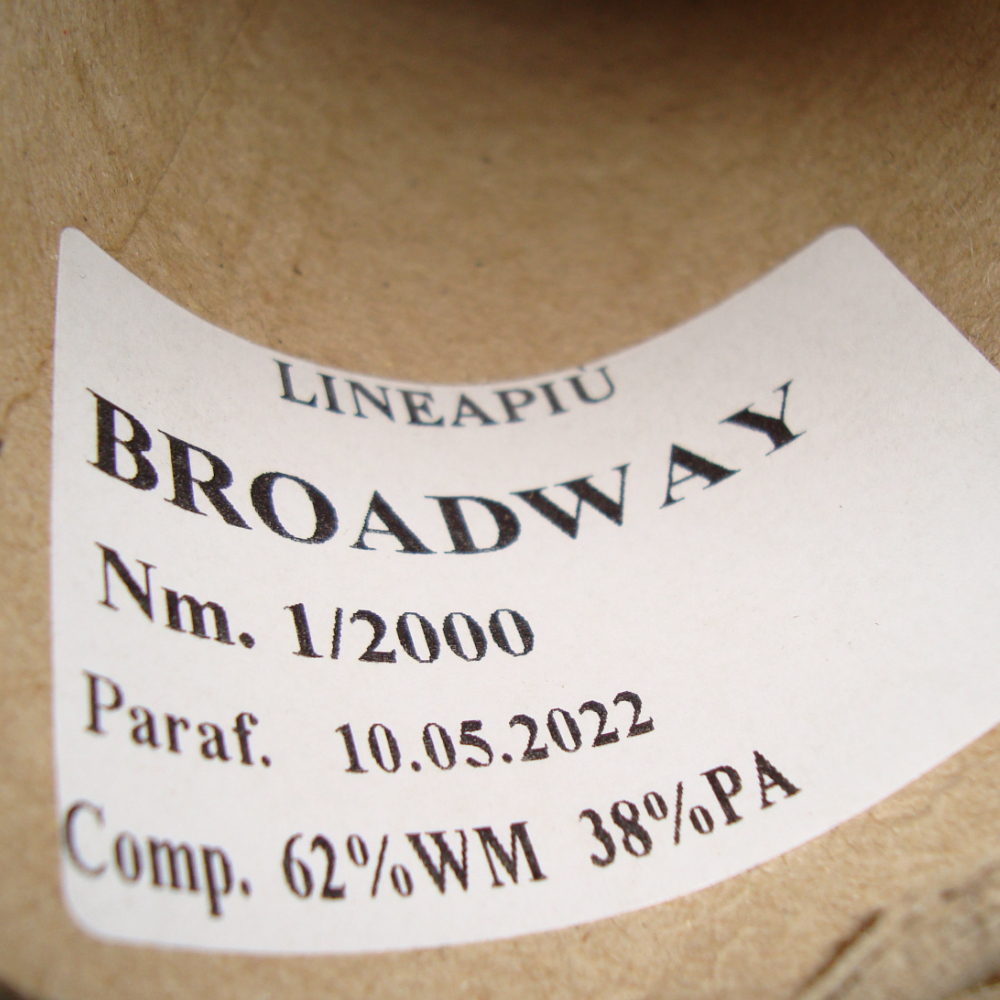 LINEAPIÙ
BROADWAY
Nm. 1/2000
Paraf. 10.05.2022
Comp. 62%WM 38%PA